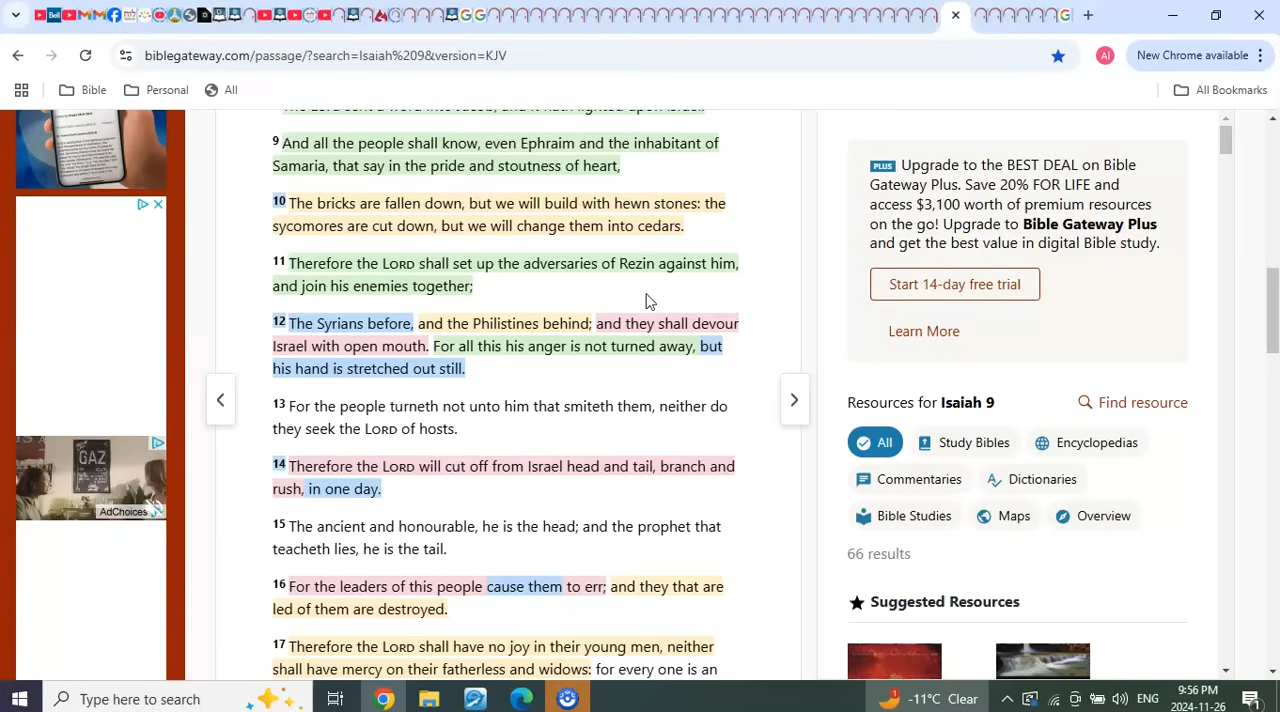 New Chrome available
biblegateway.com/passage/?search=Isaiah%209&version=KJV
Bible
Personal
All
All Bookmarks
9 And all the people shall know, even Ephraim and the inhabitant of
Samaria, that say in the pride and stoutness of heart,
10 The bricks are fallen down, but we will build with hewn stones: the
sycomores are cut down, but we will change them into cedars.
11 Therefore the LORD shall set up the adversaries of Rezin against him,
and join his enemies together;
12 The Syrians before, and the Philistines behind; and they shall devour
Israel with open mouth. For all this his anger is not turned away, but
his hand is stretched out still.
13 For the people turneth not unto him that smiteth them, neither do
they seek the LORD of hosts.
14 Therefore the LORD will cut off from Israel head and tail, branch and
rush, in one day.
15 The ancient and honourable, he is the head; and the prophet that
teacheth lies, he is the tail.
16 For the leaders of this people cause them to err; and they that are
led of them are destroyed.
17 Therefore the LORD shall have no joy in their young men, neither
shall have mercy on their fatherless and widows: for every one is an
GAZ
AdChoices
PLUS Upgrade to the BEST DEAL on Bible
Gateway Plus. Save 20% FOR LIFE and
access $3,100 worth of premium resources
on the go! Upgrade to Bible Gateway Plus
and get the best value in digital Bible study.
Start 14-day free trial
Learn More
Resources for Isaiah 9
Find resource
All
Study Bibles
Encyclopedias
Commentaries
Dictionaries
Bible Studies
Maps
Overview
66 results
Suggested Resources
Type here to search
-11°C Clear
ENG
9:56 PM
2024-11-26